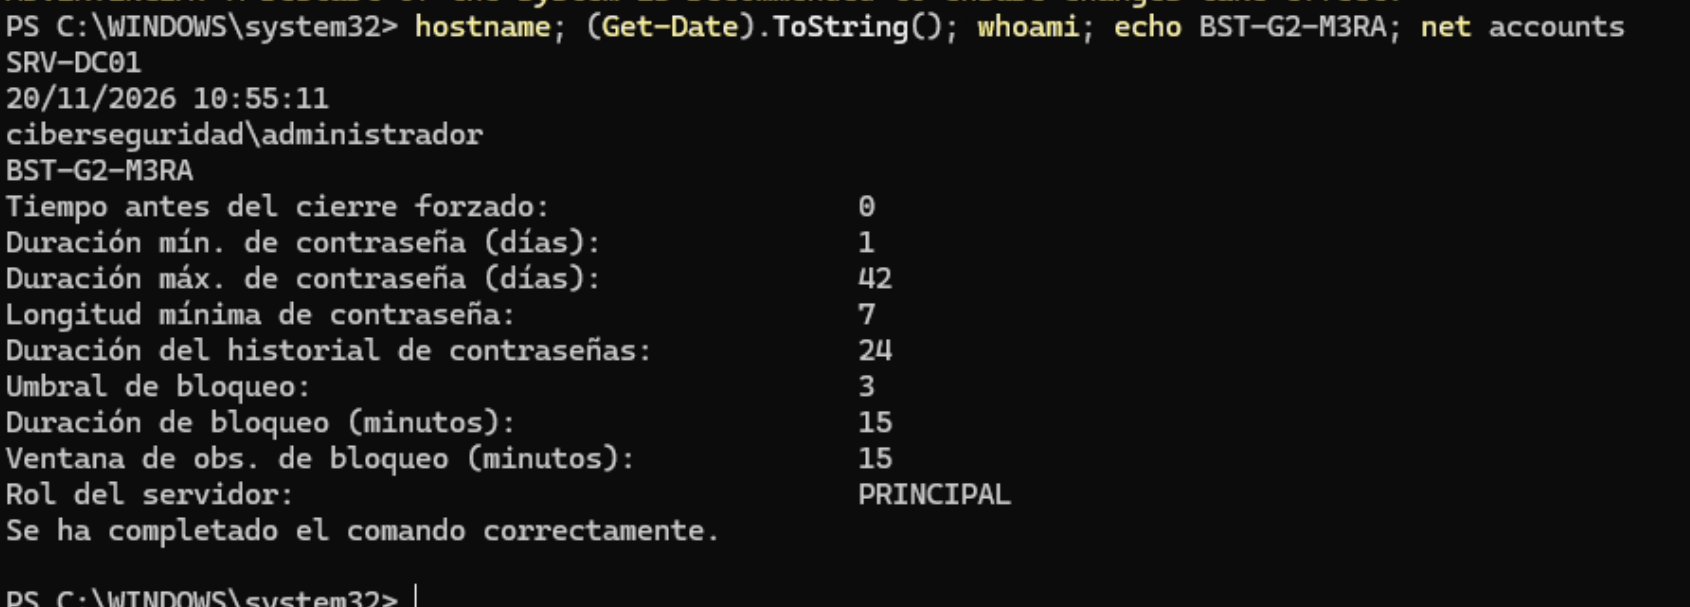 PS C:\WINDOWS\system32> hostname; (Get-Date).ToString(); whoami; echo BST-G2-M3RA; net accounts
SRV-DC01
20/11/2026 10:55:11
ciberseguridad\administrador
BST-G2-M3RA
Tiempo antes del cierre forzado: 0
Duración mín. de contraseña (días): 1
Duración máx. de contraseña (días): 42
Longitud mínima de contraseña: 7
Duración del historial de contraseñas: 24
Umbral de bloqueo: 3
Duración de bloqueo (minutos): 15
Ventana de obs. de bloqueo (minutos): 15
Rol del servidor: PRINCIPAL
Se ha completado el comando correctamente.
PS C:\WINDOWS\system32>